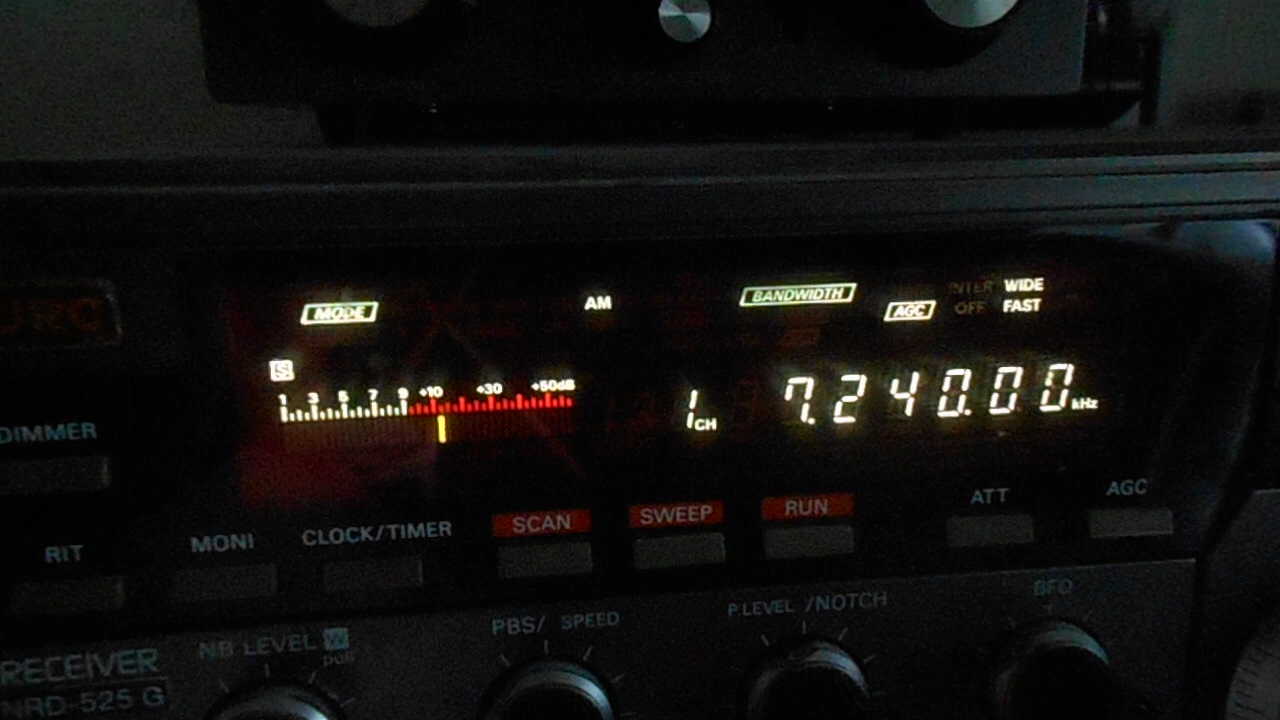 JRC
MODE
AM
BANDWIDTH
AGC
INTER WIDE
OFF FAST
S
1 3 5 7 9 +10 +30 +50dB
1CH
7.240.00kHz
DIMMER
RIT
MONI
CLOCK/TIMER
SCAN
SWEEP
RUN
ATT
AGC
NB LEVEL W
PBS/ SPEED
P.LEVEL /NOTCH
BFO
RECEIVER
NRD-525 G